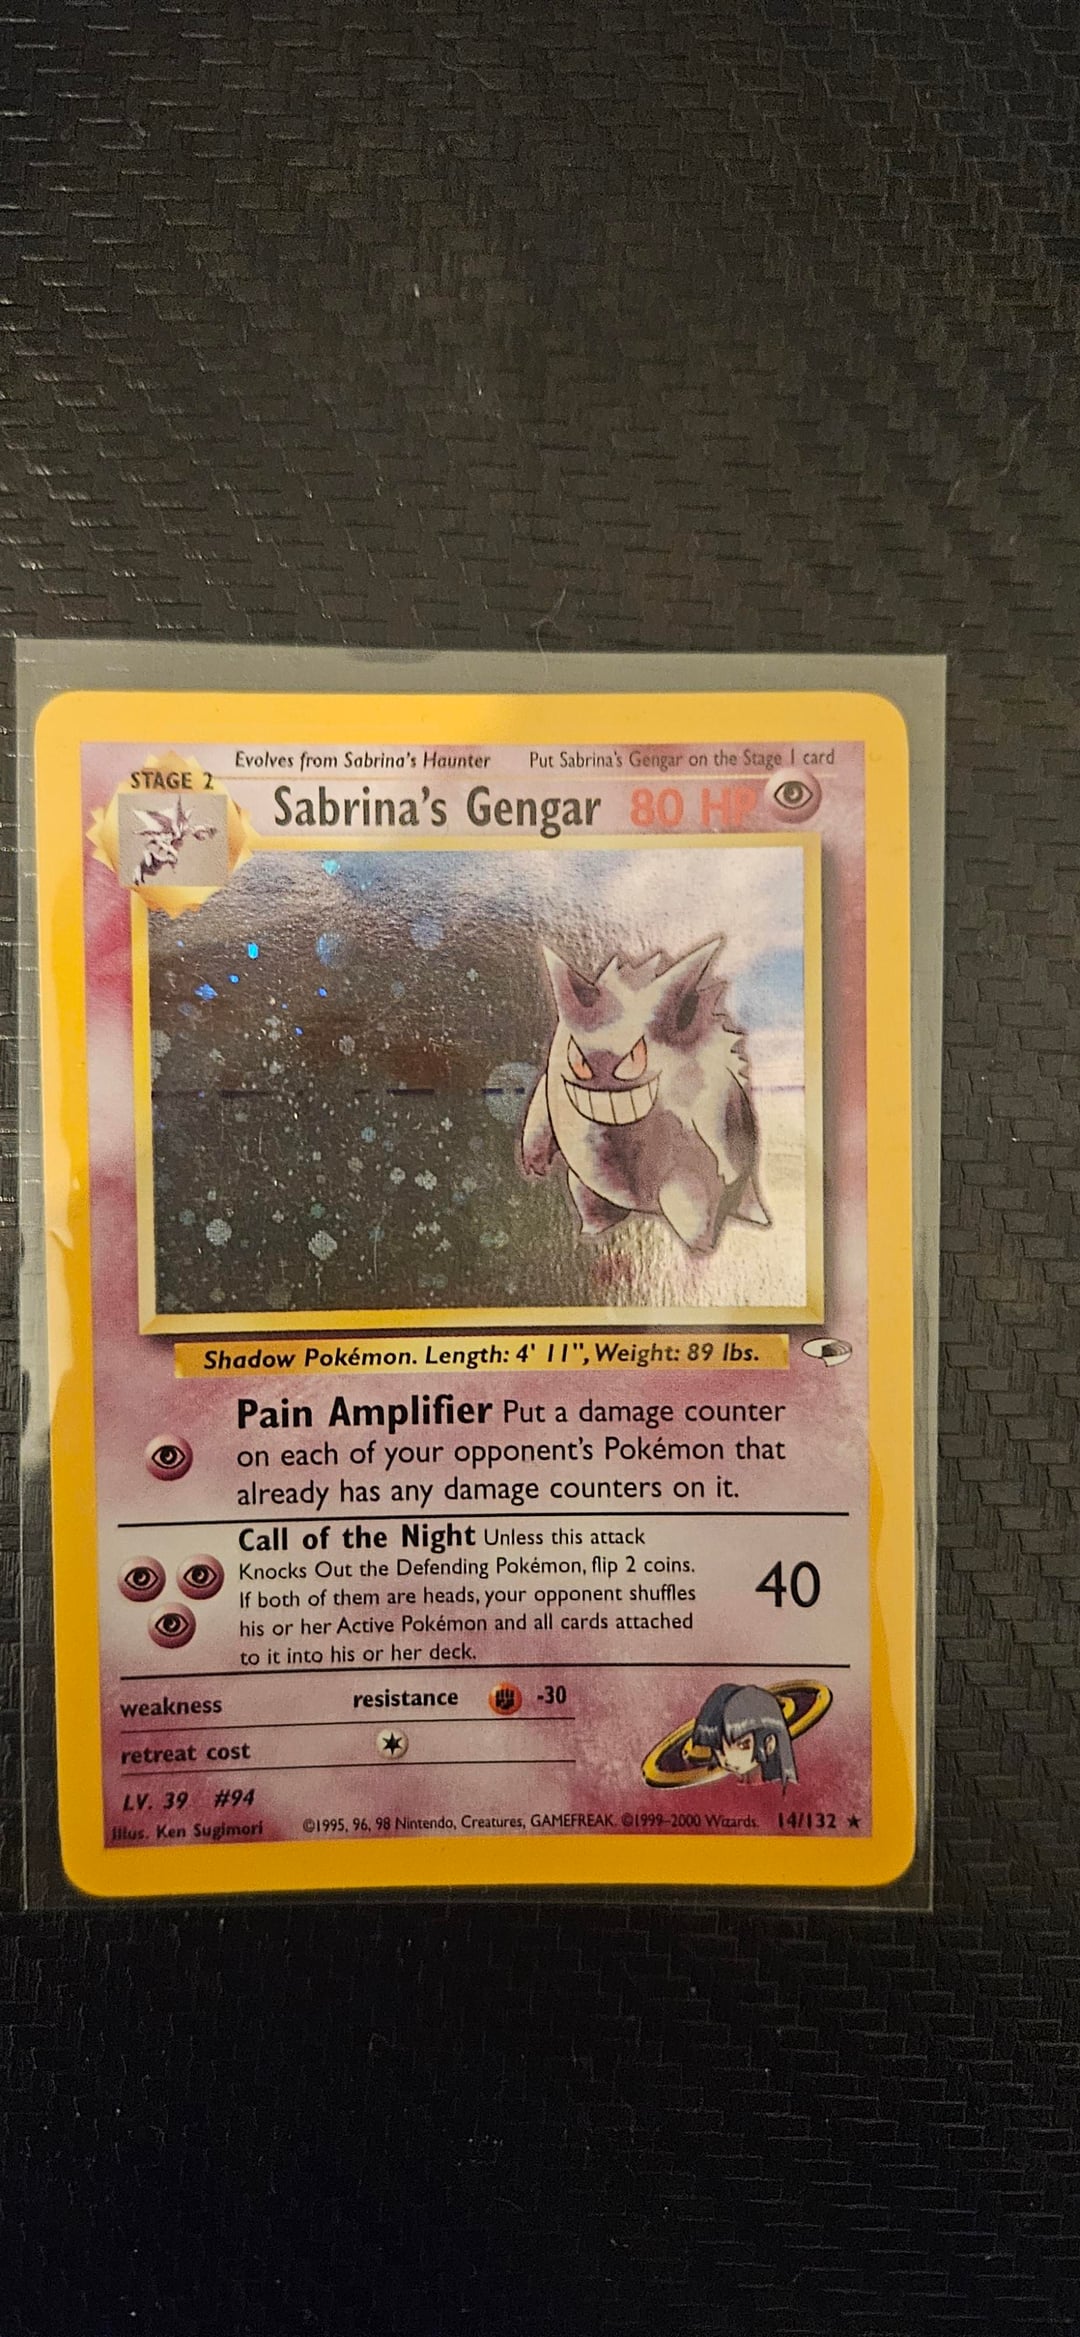 Evolves from Sabrina's Haunter Put Sabrina's Gengar on the Stage 1 card
STAGE 2
Sabrina's Gengar 80 HP
Shadow Pokémon. Length: 4' 11", Weight: 89 lbs.
Pain Amplifier Put a damage counter
on each of your opponent's Pokémon that
already has any damage counters on it.
Call of the Night Unless this attack
Knocks Out the Defending Pokémon, flip 2 coins.
If both of them are heads, your opponent shuffles
his or her Active Pokémon and all cards attached
to it into his or her deck.
40
weakness resistance -30
retreat cost
LV. 39 #94
Illus. Ken Sugimori ©1995, 96, 98 Nintendo, Creatures, GAMEFREAK. ©1999-2000 Wizards. 14/132 ★